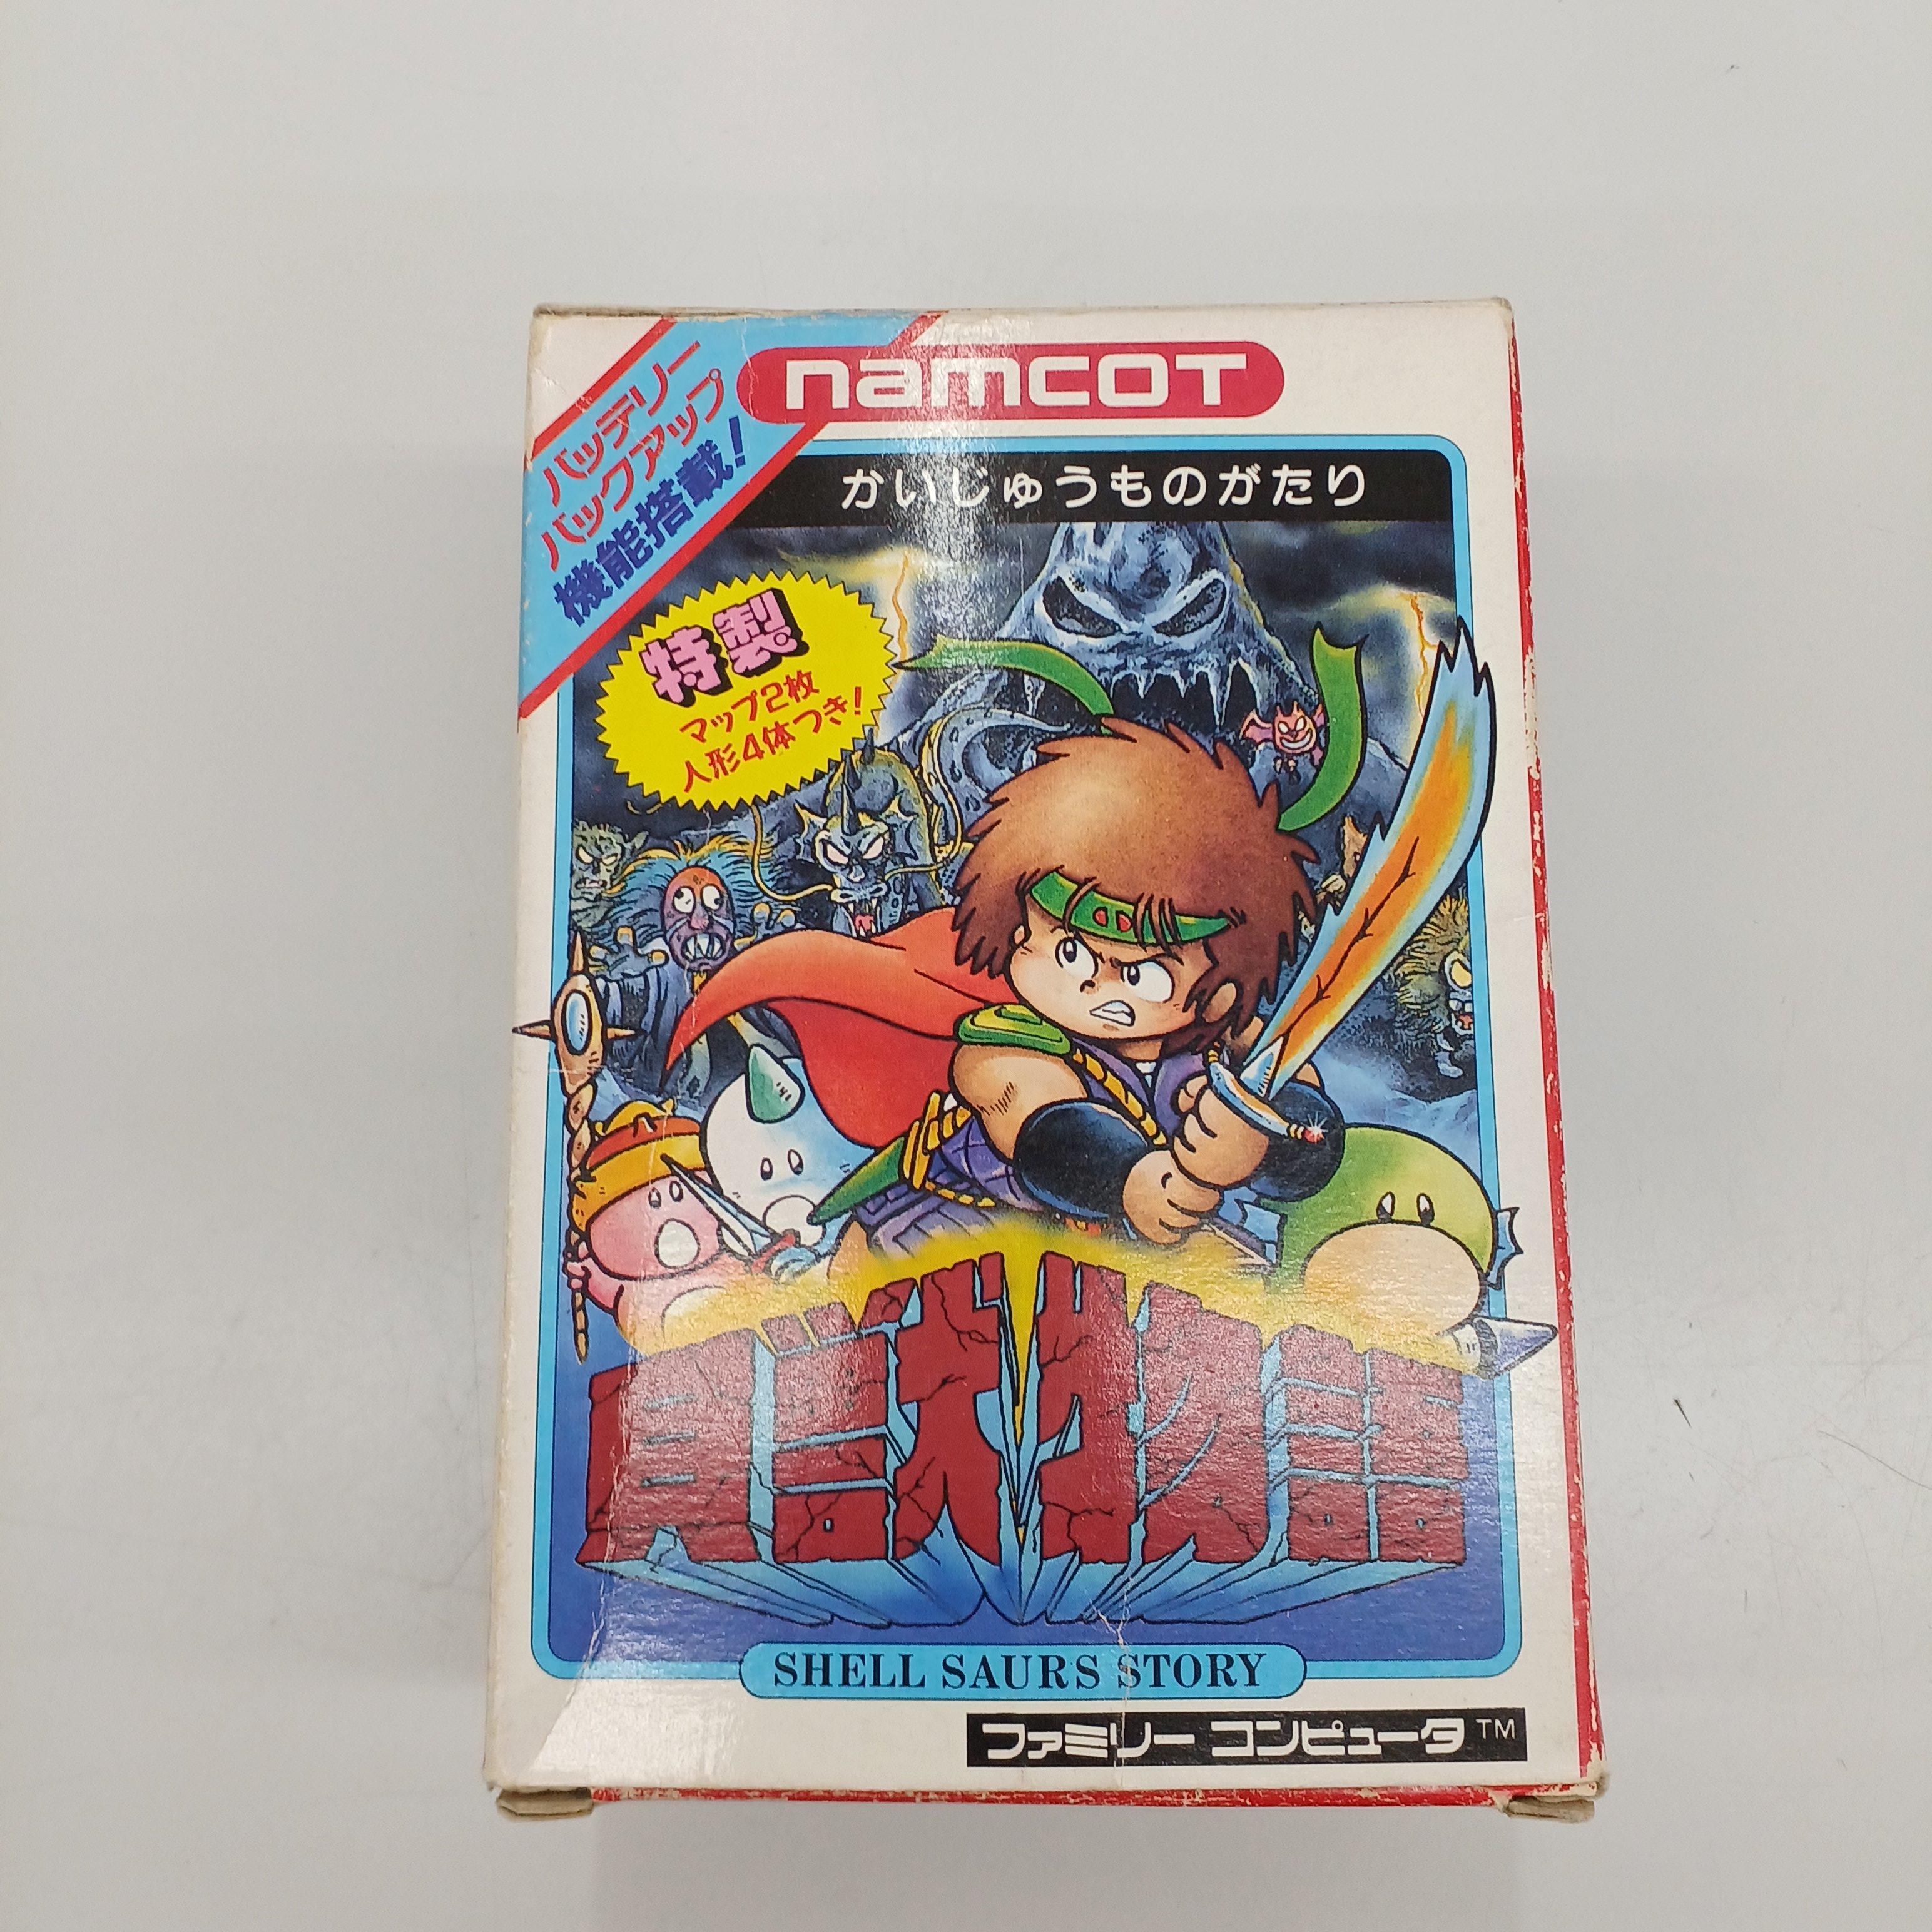 バッテリー
バックアップ
機能搭載!
namcot
かいじゅうものがたり
特製
マップ2枚
人形4体つき!
貝獣物語
SHELL SAURS STORY
ファミリー コンピュータ TM